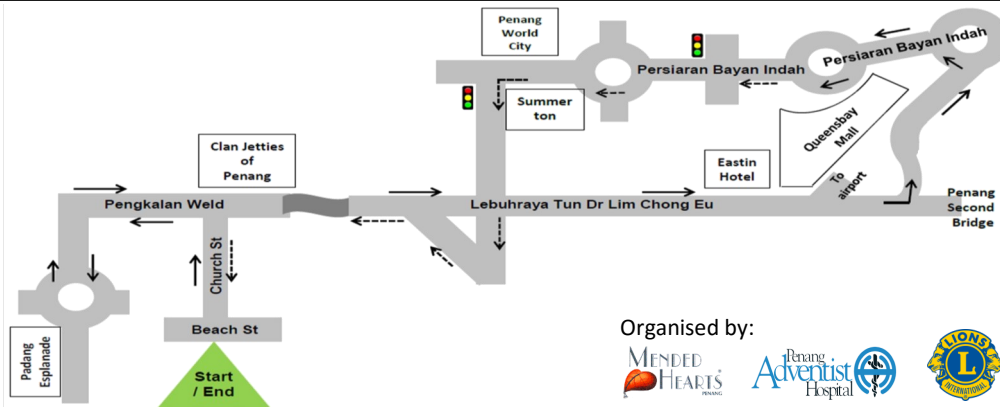 Penang
World
City
Persiaran Bayan Indah
Persiaran Bayan Indah
Summer
ton
Queensbay
Mall
Clan Jetties
of
Penang
Eastin
Hotel
To
airport
Pengkalan Weld
Lebuhraya Tun Dr Lim Chong Eu
Penang
Second
Bridge
Church St
Beach St
Padang
Esplanade
Start
/ End
Organised by:
MENDED
HEARTS®
PENANG
Penang
Adventist
Hospital
LIONS
L
INTERNATIONAL